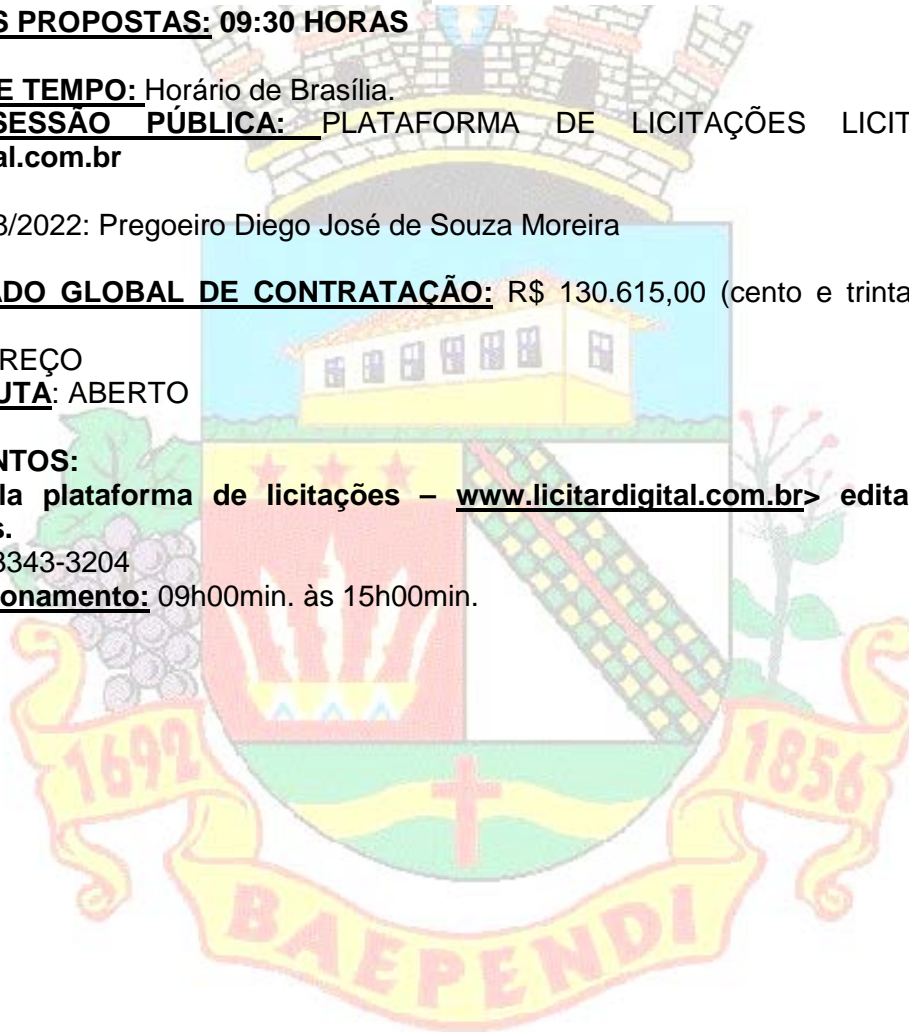 S PROPOSTAS: 09:30 HORAS
E TEMPO: Horário de Brasília.
SESSÃO PÚBLICA: PLATAFORMA DE LICITAÇÕES LICIT
al.com.br
3/2022: Pregoeiro Diego José de Souza Moreira
ADO GLOBAL DE CONTRATAÇÃO: R$ 130.615,00 (cento e trinta
REÇO
UTA: ABERTO
NTOS:
la plataforma de licitações – www.licitardigital.com.br> edita
s.
3343-3204
onamento: 09h00min. às 15h00min.
1692
1856
BAEPENDI